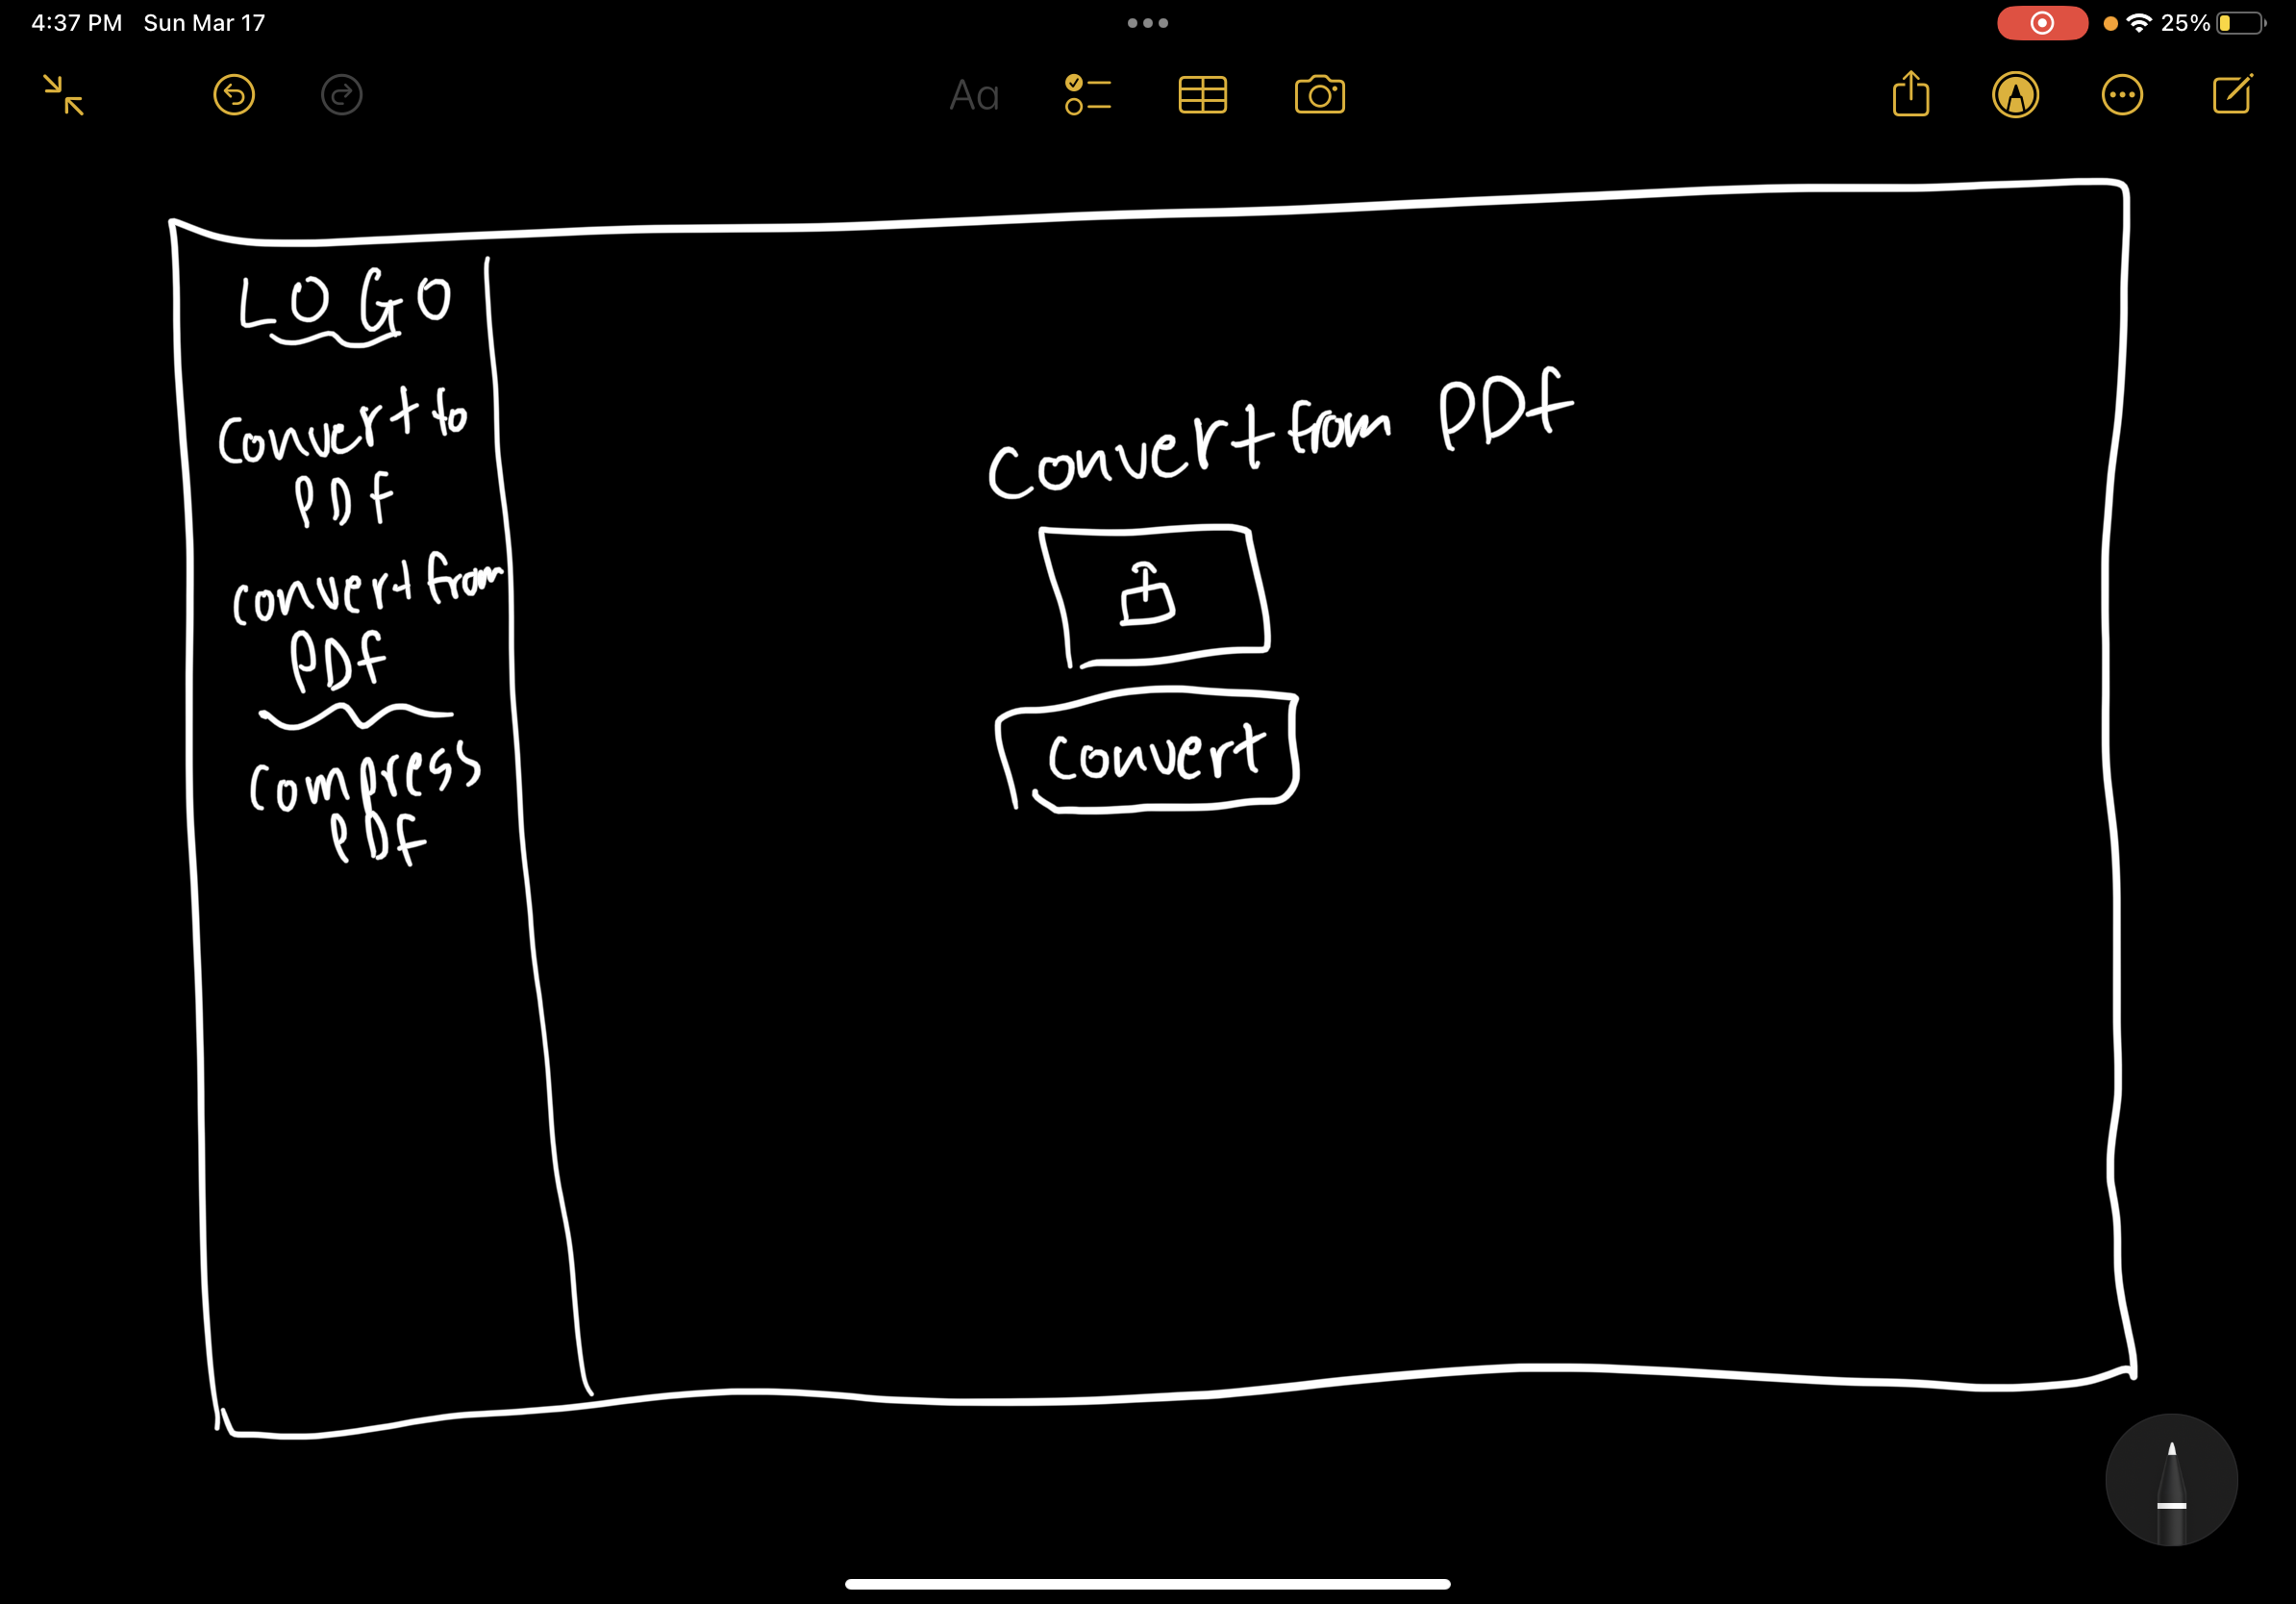 4:37 PM Sun Mar 17
25%
Aa
LOGO
Convert to
PDf
Convert from
PDf
Compress
PDf
Convert from PDf
Convert